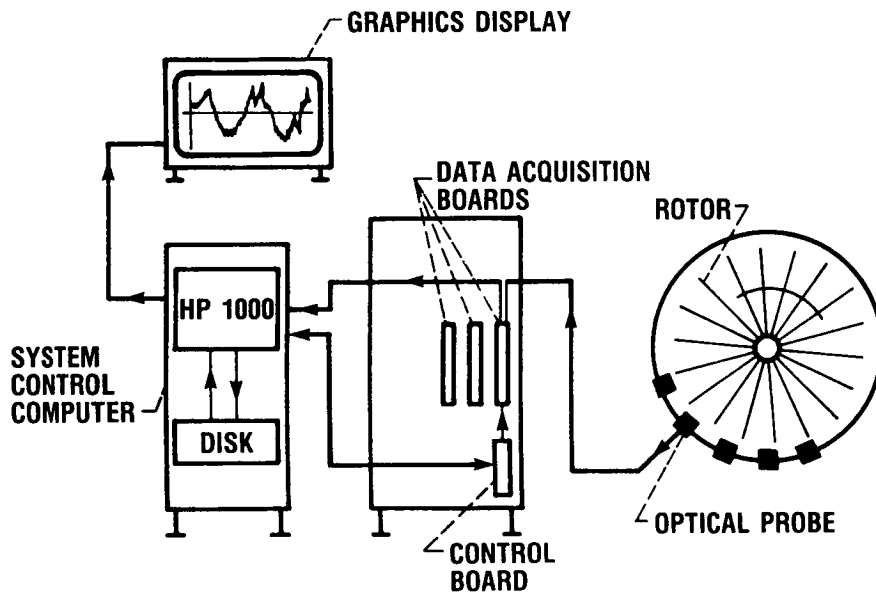 GRAPHICS DISPLAY
DATA ACQUISITION
BOARDS
ROTOR
HP 1000
SYSTEM
CONTROL
COMPUTER
DISK
OPTICAL PROBE
CONTROL
BOARD